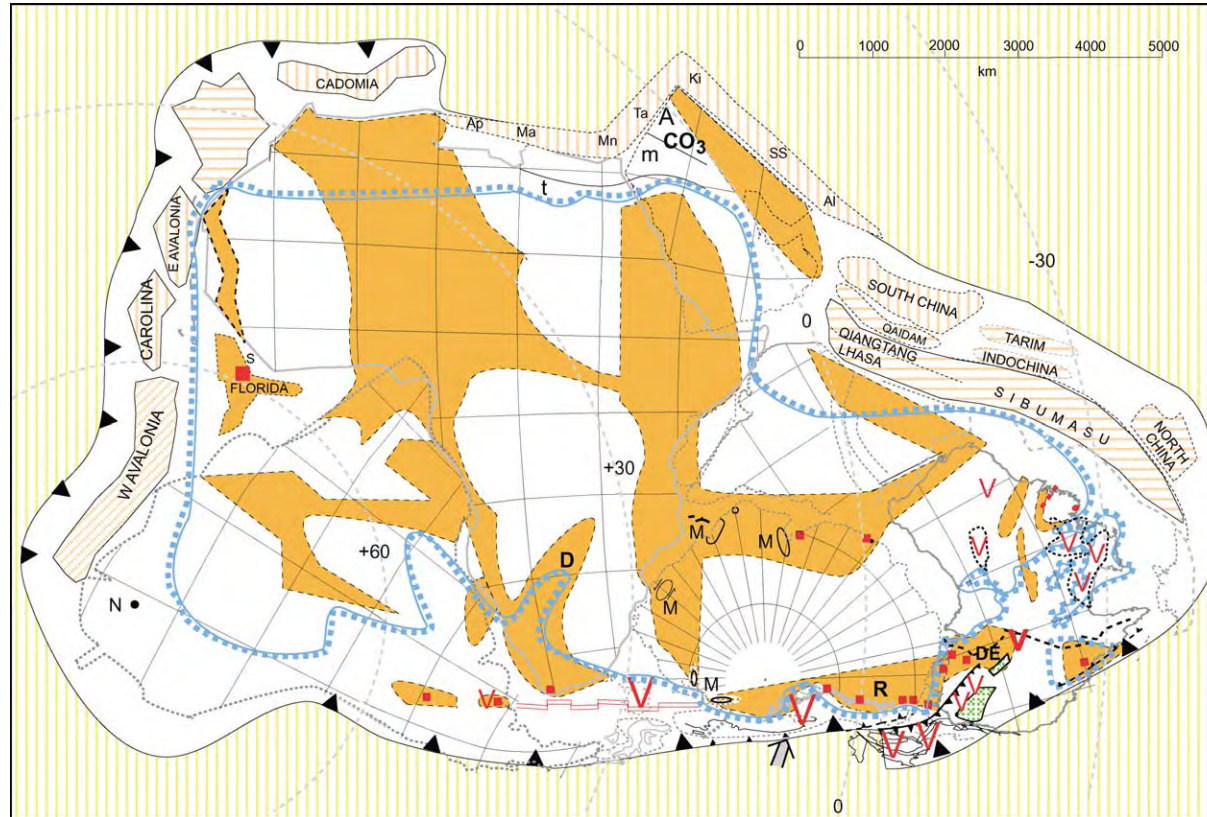 0 1000 2000 3000 4000 5000
km
CADOMIA
Ki
Ta
A
Ap
Ma
Mn
CO3
m
SS
t
Al
E AVALONIA
-30
SOUTH CHINA
0
QAIDAM
TARIM
CAROLINA
QIANGTANG
INDOCHINA
LHASA
S
FLORIDA
SIBUMASU
NORTH CHINA
W AVALONIA
+30
V
M
M
V
V
V
+60
D
V
M
N
V
DE
M
R
V
V
V
V
V
V
V
0